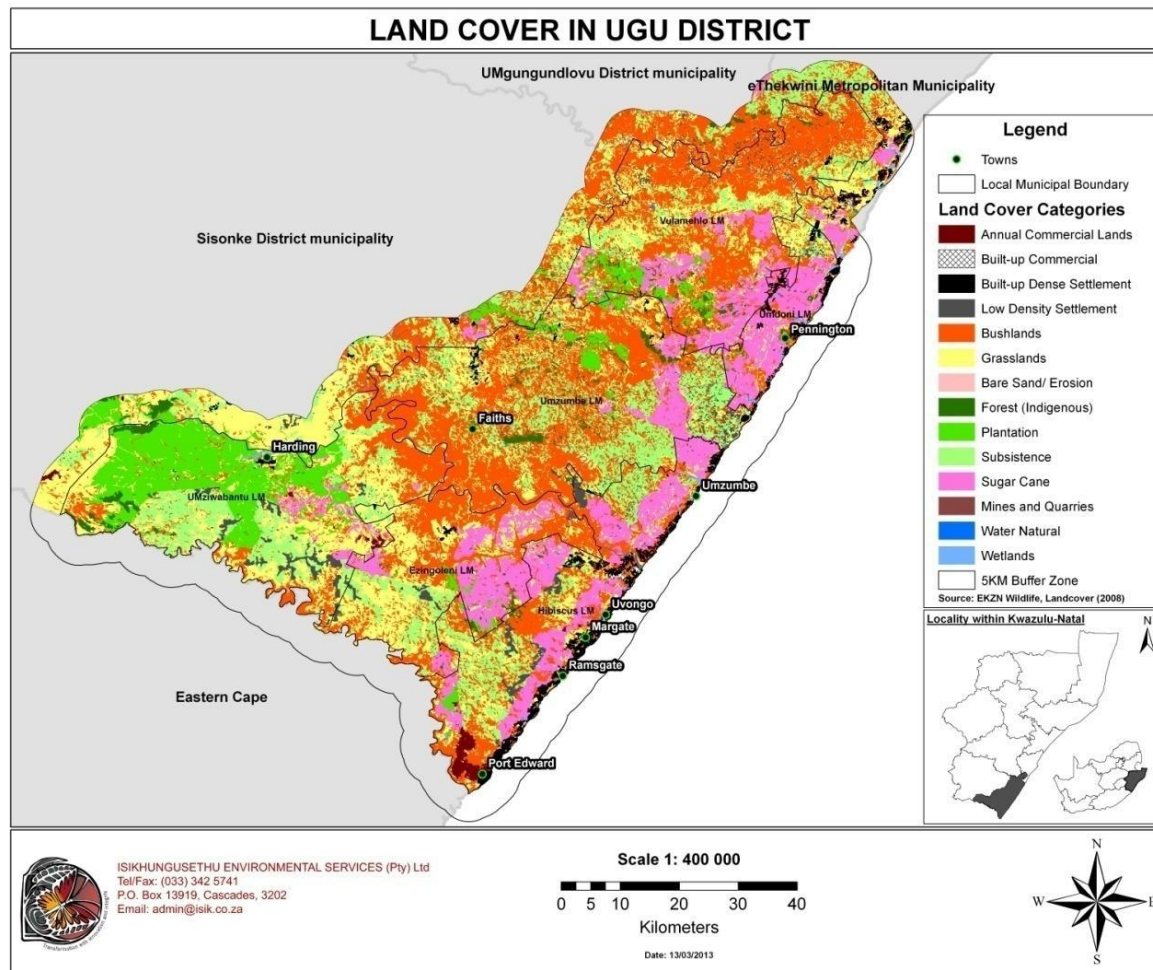 LAND COVER IN UGU DISTRICT
UMgungundlovu District municipality
eThekwini Metropolitan Municipality
Sisonke District municipality
Vulamehlo LM
Umdoni LM
Pennington
Umzumbe LM
Faiths
Harding
UMziwabantu LM
Umzumbe
Ezingoleni LM
Hibiscus LM
Uvongo
Margate
Ramsgate
Eastern Cape
Port Edward
Legend
Towns
Local Municipal Boundary
Land Cover Categories
Annual Commercial Lands
Built-up Commercial
Built-up Dense Settlement
Low Density Settlement
Bushlands
Grasslands
Bare Sand/ Erosion
Forest (Indigenous)
Plantation
Subsistence
Sugar Cane
Mines and Quarries
Water Natural
Wetlands
5KM Buffer Zone
Source: EKZN Wildlife, Landcover (2008)
Locality within Kwazulu-Natal
N
ISIKHUNGUSETHU ENVIRONMENTAL SERVICES (Pty) Ltd
Tel/Fax: (033) 342 5741
P.O. Box 13919, Cascades, 3202
Email: admin@isik.co.za
Scale 1: 400 000
0 5 10 20 30 40
Kilometers
Date: 13/03/2013
N
W E
S